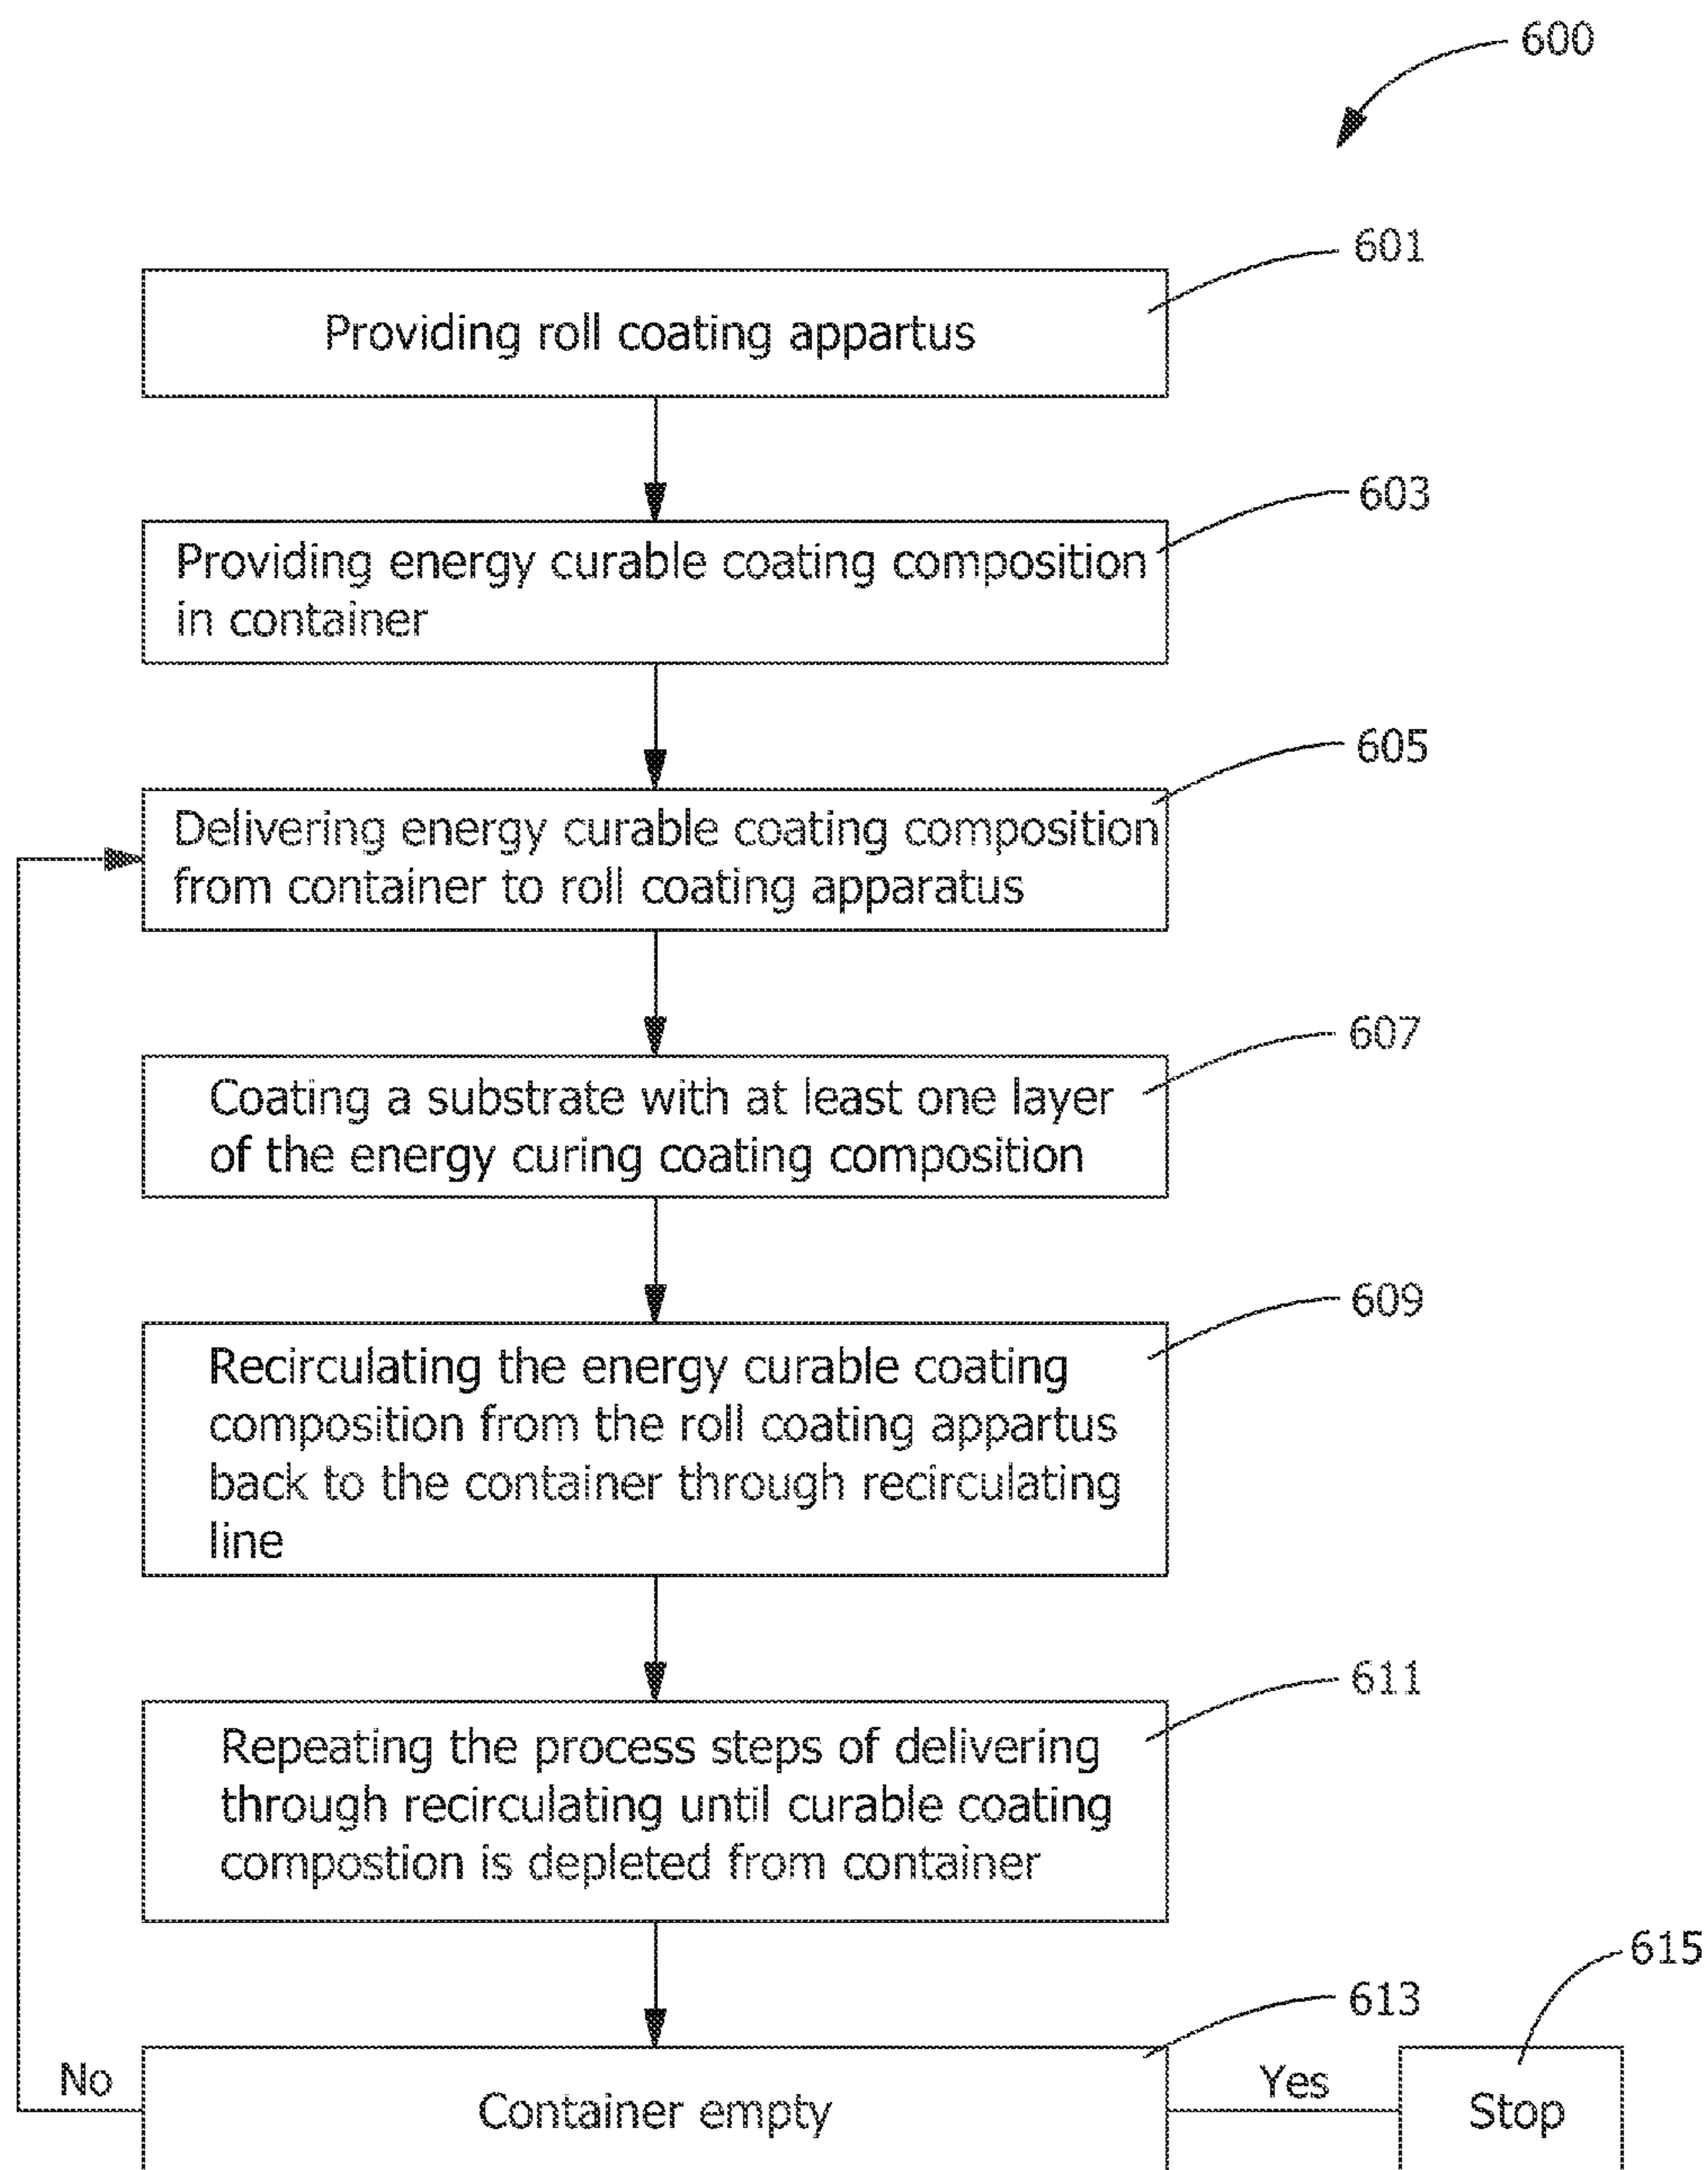 600
601
Providing roll coating appartus
603
Providing energy curable coating composition
in container
605
Delivering energy curable coating composition
from container to roll coating apparatus
607
Coating a substrate with at least one layer
of the energy curing coating composition
609
Recirculating the energy curable coating
composition from the roll coating appartus
back to the container through recirculating
line
611
Repeating the process steps of delivering
through recirculating until curable coating
compostion is depleted from container
615
613
No
Container empty
Yes
Stop